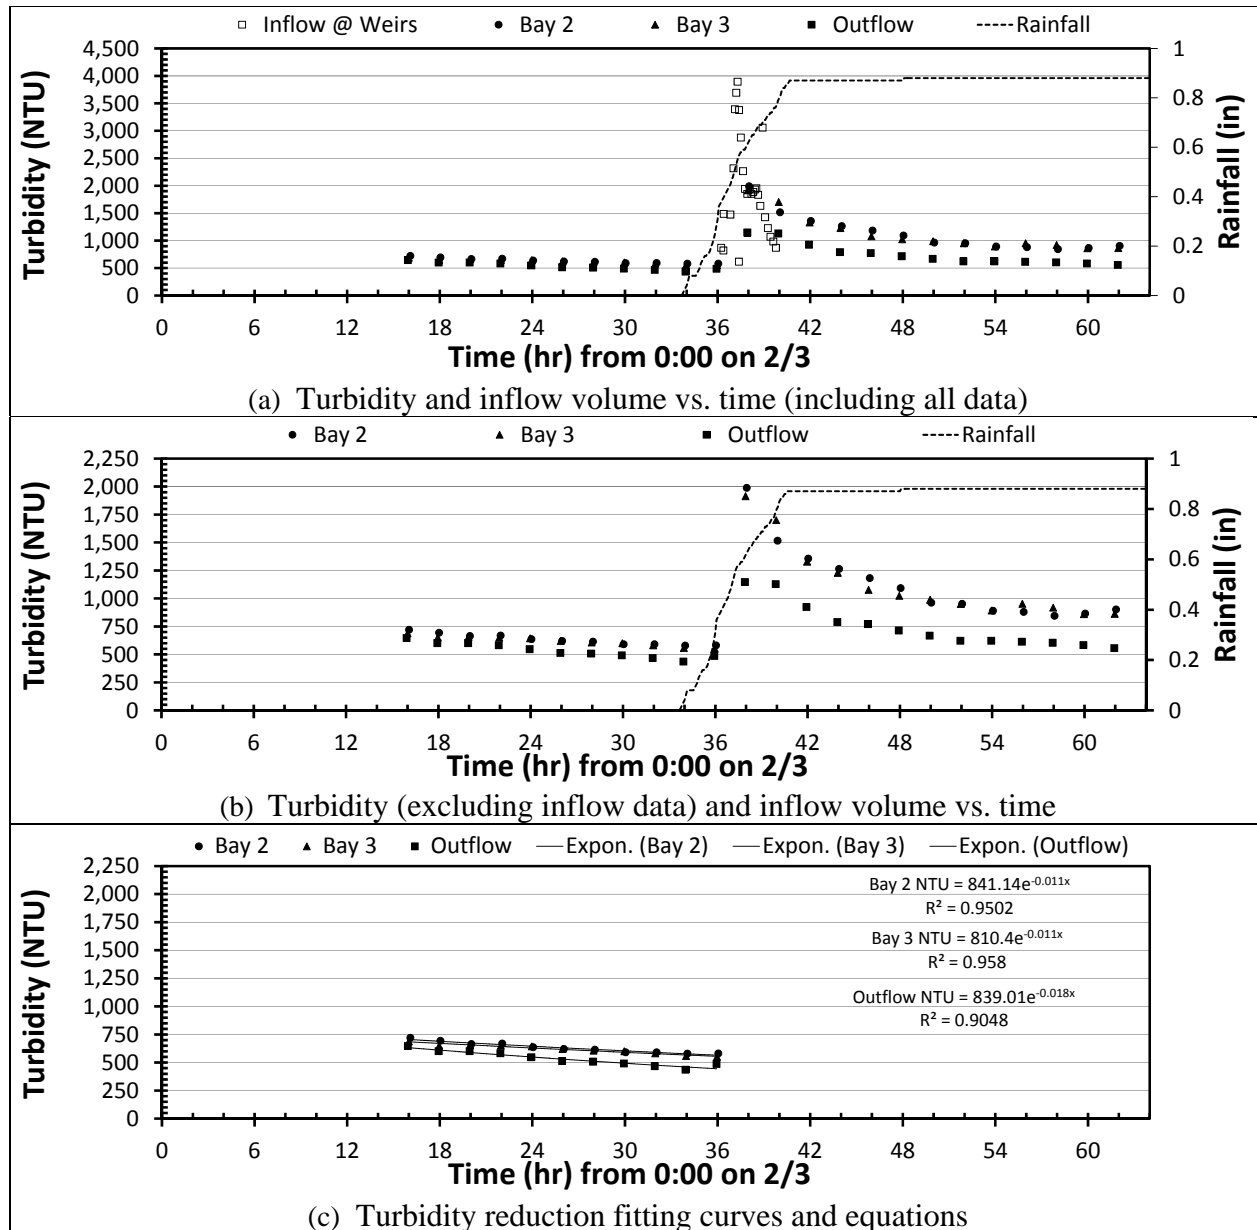 Inflow @ Weirs Bay 2 Bay 3 Outflow Rainfall
Turbidity (NTU)
4,500
4,000
3,500
3,000
2,500
2,000
1,500
1,000
500
0
1
0.8
0.6
0.4
0.2
0
Rainfall (in)
0 6 12 18 24 30 36 42 48 54 60
Time (hr) from 0:00 on 2/3
(a) Turbidity and inflow volume vs. time (including all data)
Bay 2 Bay 3 Outflow Rainfall
Turbidity (NTU)
2,250
2,000
1,750
1,500
1,250
1,000
750
500
250
0
1
0.8
0.6
0.4
0.2
0
Rainfall (in)
0 6 12 18 24 30 36 42 48 54 60
Time (hr) from 0:00 on 2/3
(b) Turbidity (excluding inflow data) and inflow volume vs. time
Bay 2 Bay 3 Outflow Expon. (Bay 2) Expon. (Bay 3) Expon. (Outflow)
Turbidity (NTU)
2,250
2,000
1,750
1,500
1,250
1,000
750
500
250
0
Bay 2 NTU = 841.14e^-0.011x
R² = 0.9502
Bay 3 NTU = 810.4e^-0.011x
R² = 0.958
Outflow NTU = 839.01e^-0.018x
R² = 0.9048
0 6 12 18 24 30 36 42 48 54 60
Time (hr) from 0:00 on 2/3
(c) Turbidity reduction fitting curves and equations